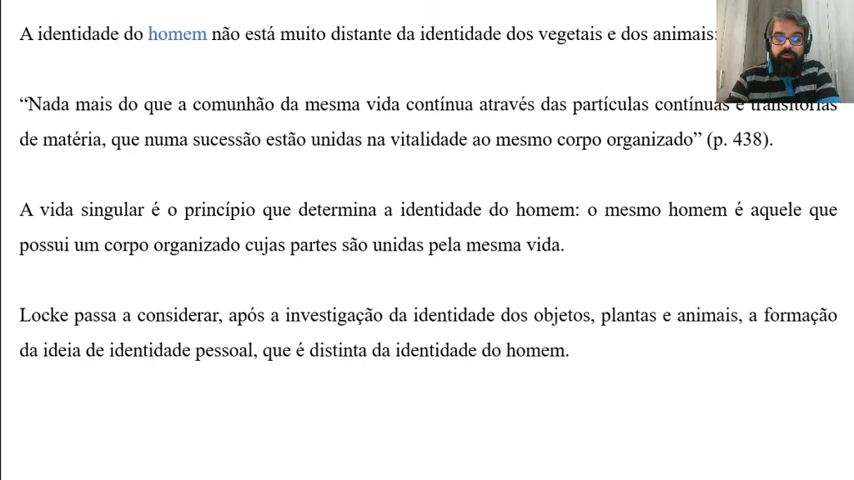 A identidade do homem não está muito distante da identidade dos vegetais e dos animais:
“Nada mais do que a comunhão da mesma vida contínua através das partículas contínuas e transitórias
de matéria, que numa sucessão estão unidas na vitalidade ao mesmo corpo organizado” (p. 438).
A vida singular é o princípio que determina a identidade do homem: o mesmo homem é aquele que
possui um corpo organizado cujas partes são unidas pela mesma vida.
Locke passa a considerar, após a investigação da identidade dos objetos, plantas e animais, a formação
da ideia de identidade pessoal, que é distinta da identidade do homem.